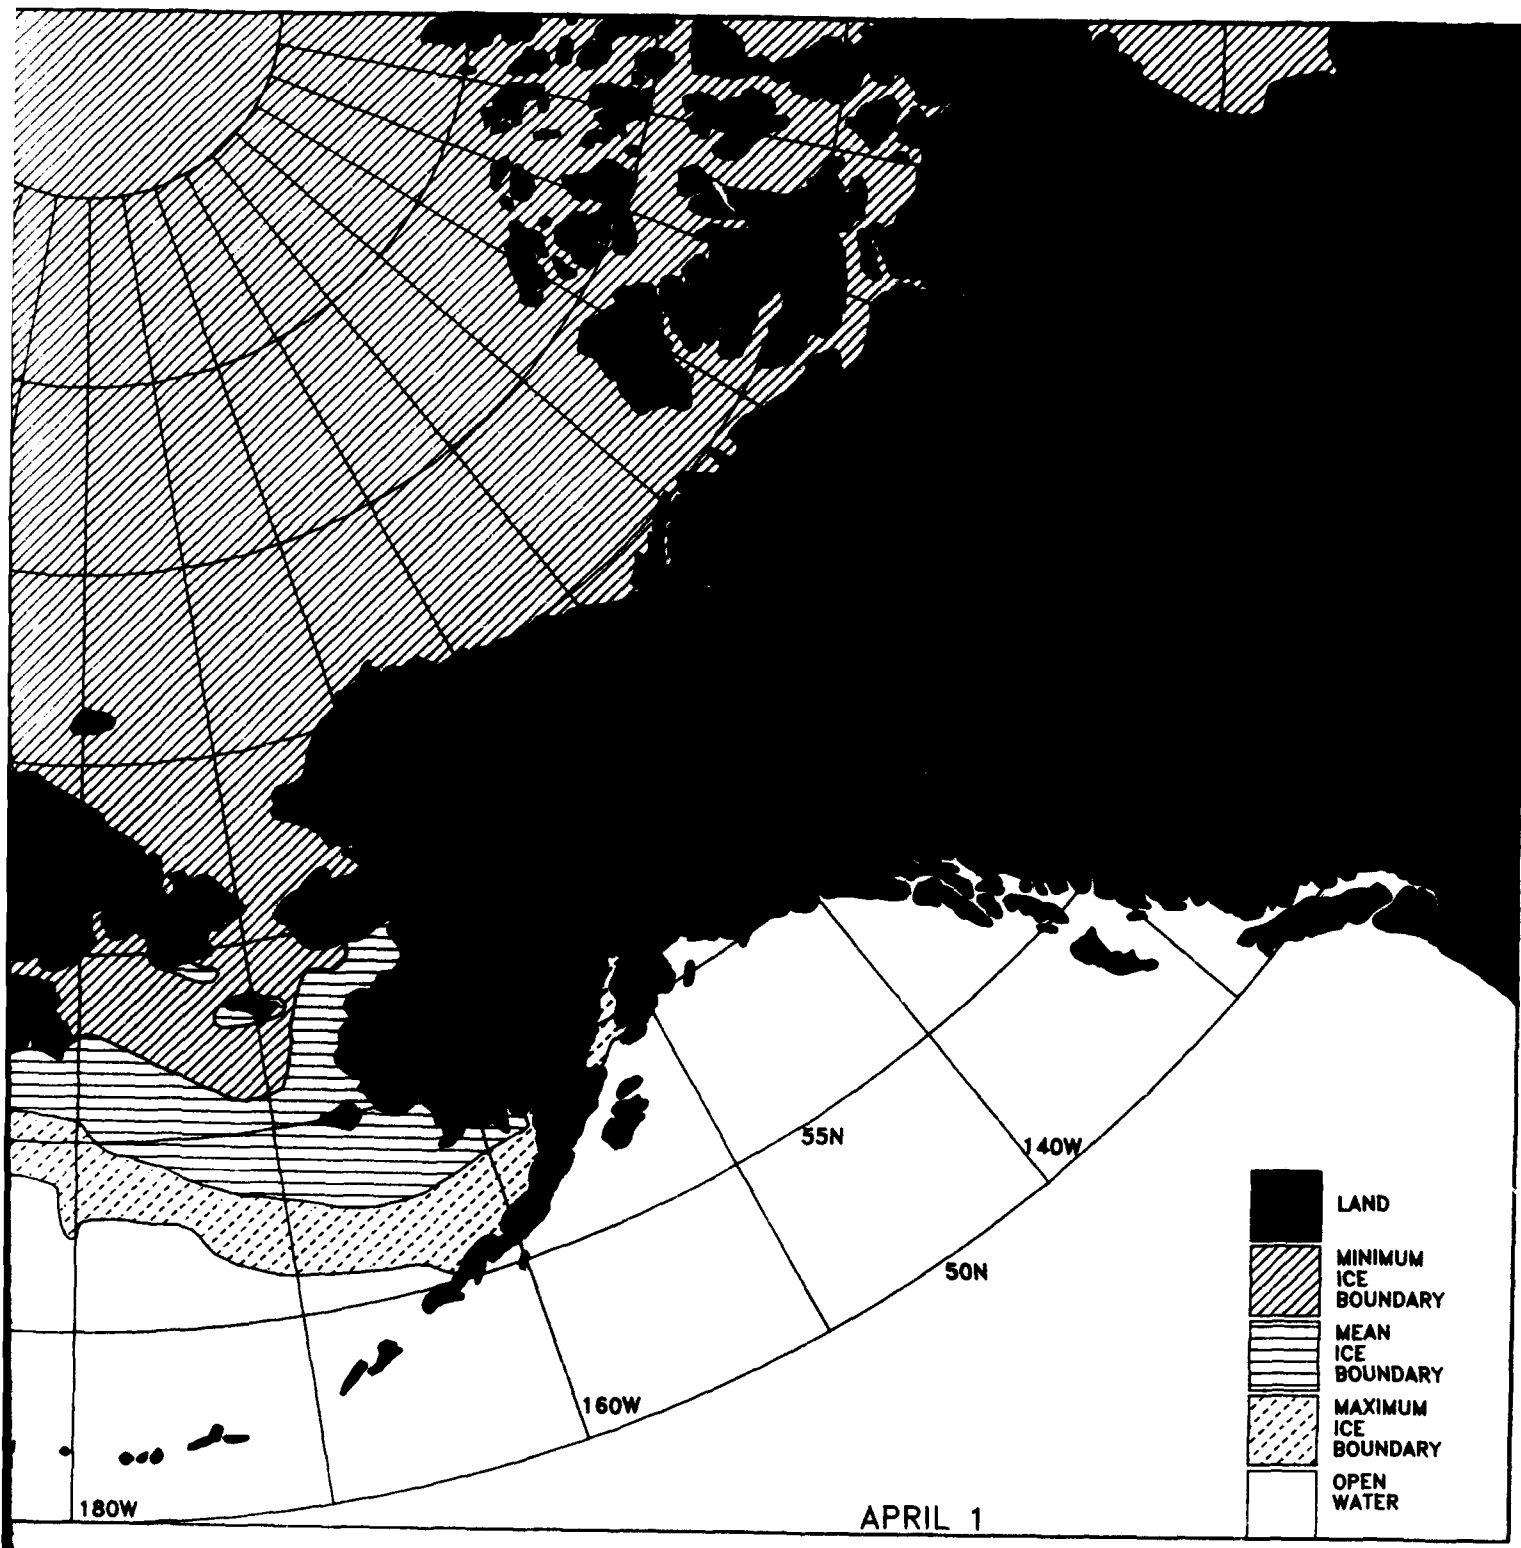 55N
140W
50N
160W
180W
APRIL 1
LAND
MINIMUM
ICE
BOUNDARY
MEAN
ICE
BOUNDARY
MAXIMUM
ICE
BOUNDARY
OPEN
WATER